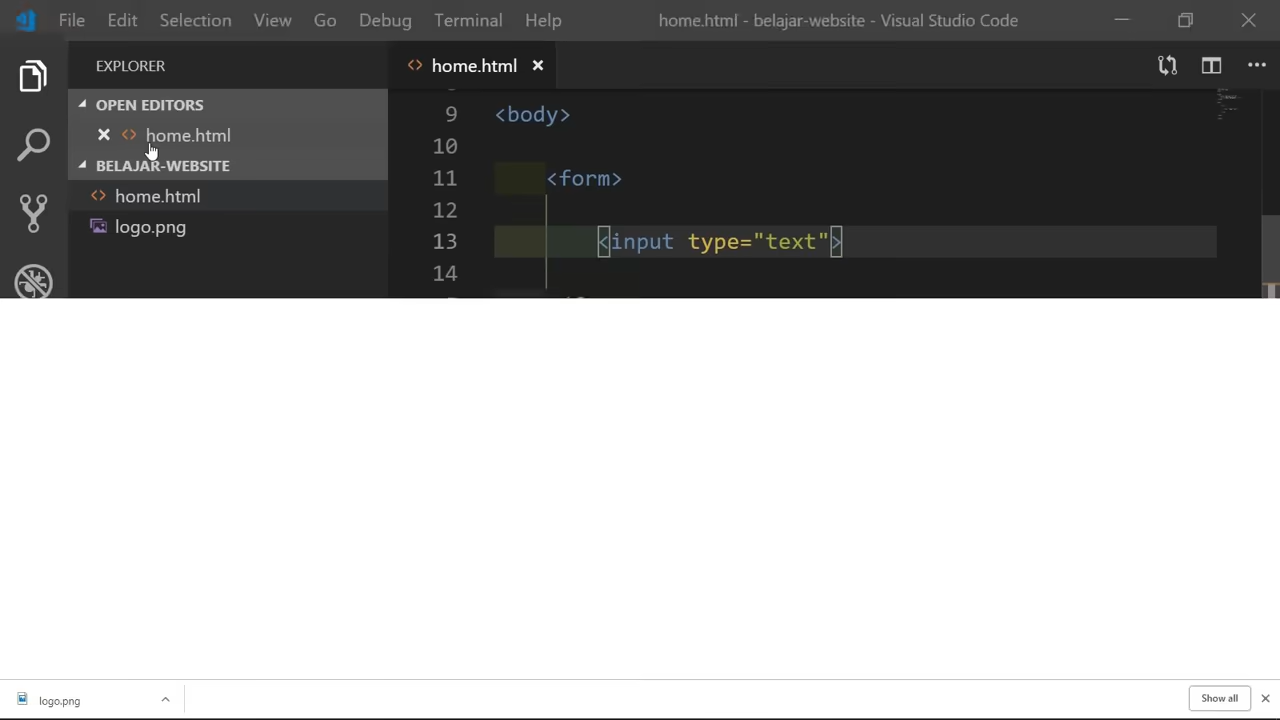 File Edit Selection View Go Debug Terminal Help home.html - belajar-website - Visual Studio Code
EXPLORER
home.html
OPEN EDITORS
home.html
BELAJAR-WEBSITE
home.html
logo.png
9 <body>
10
11 <form>
12
13 <input type="text">
14
logo.png
Show all